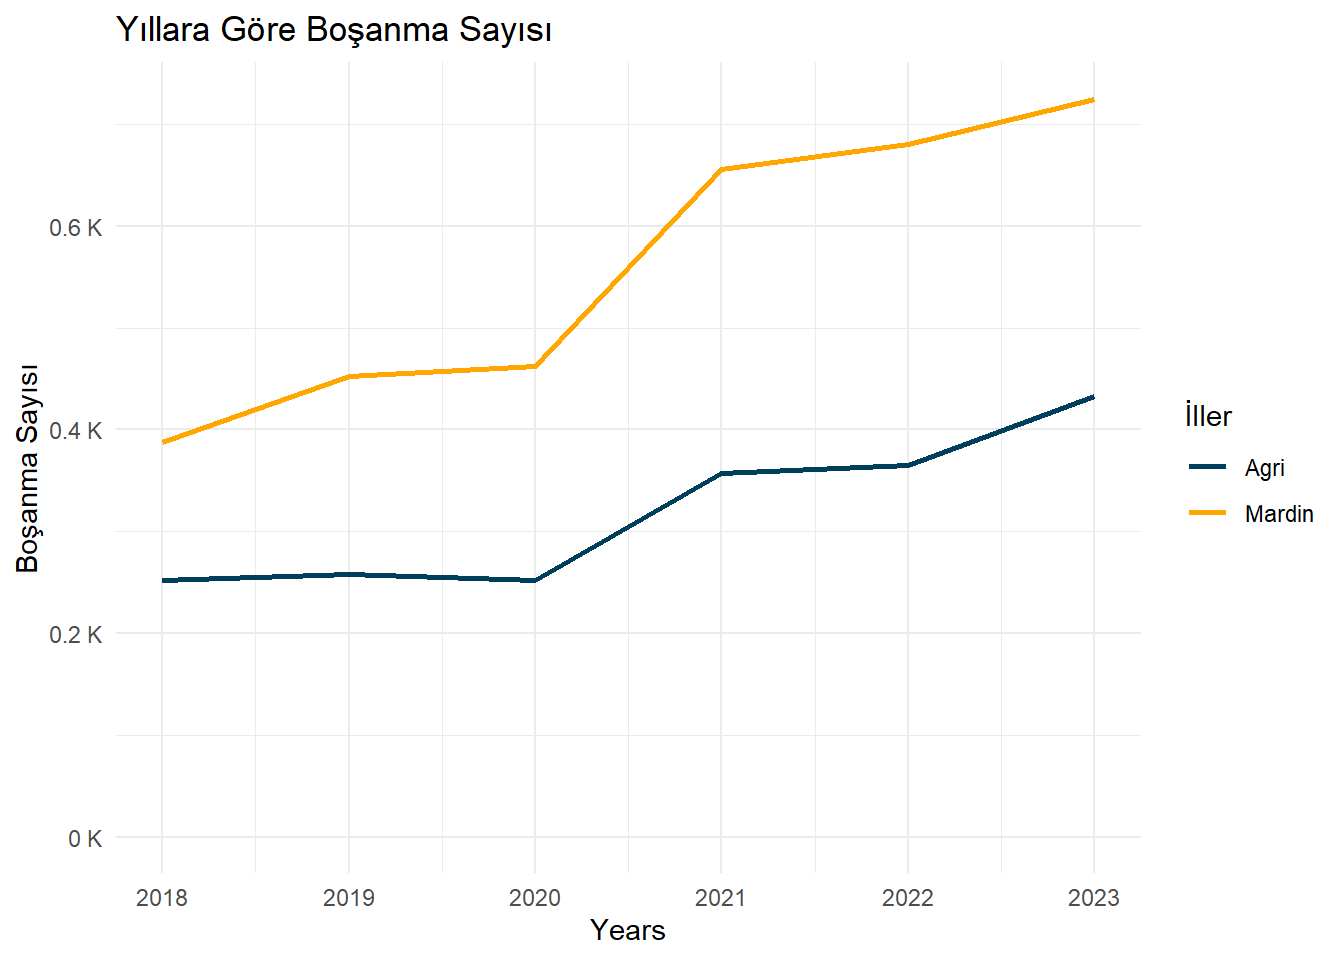 Yıllara Göre Boşanma Sayısı
Boşanma Sayısı
0.6 K
0.4 K
0.2 K
0 K
2018 2019 2020 2021 2022 2023
Years
İller
Agri
Mardin